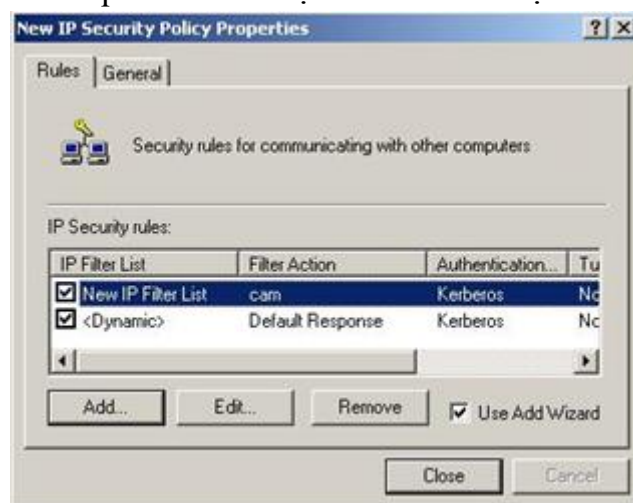 New IP Security Policy Properties
Rules General
Security rules for communicating with other computers
IP Security rules:
IP Filter List Filter Action Authentication... Tu
New IP Filter List cam Kerberos No
<Dynamic> Default Response Kerberos No
Add... Edit... Remove Use Add Wizard
Close Cancel